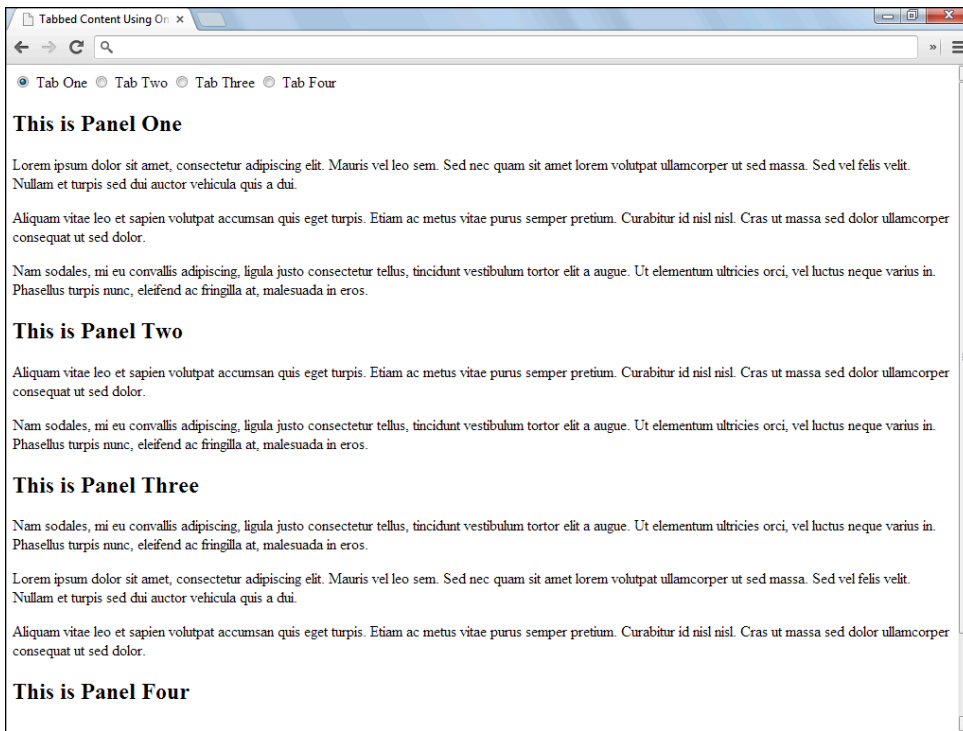 Tabbed Content Using On
Tab One Tab Two Tab Three Tab Four
This is Panel One
Lorem ipsum dolor sit amet, consectetur adipiscing elit. Mauris vel leo sem. Sed nec quam sit amet lorem volutpat ullamcorper ut sed massa. Sed vel felis velit.
Nullam et turpis sed dui auctor vehicula quis a dui.
Aliquam vitae leo et sapien volutpat accumsan quis eget turpis. Etiam ac metus vitae purus semper pretium. Curabitur id nisl nisl. Cras ut massa sed dolor ullamcorper
consequat ut sed dolor.
Nam sodales, mi eu convallis adipiscing, ligula justo consectetur tellus, tincidunt vestibulum tortor elit a augue. Ut elementum ultricies orci, vel luctus neque varius in.
Phasellus turpis nunc, eleifend ac fringilla at, malesuada in eros.
This is Panel Two
Aliquam vitae leo et sapien volutpat accumsan quis eget turpis. Etiam ac metus vitae purus semper pretium. Curabitur id nisl nisl. Cras ut massa sed dolor ullamcorper
consequat ut sed dolor.
Nam sodales, mi eu convallis adipiscing, ligula justo consectetur tellus, tincidunt vestibulum tortor elit a augue. Ut elementum ultricies orci, vel luctus neque varius in.
Phasellus turpis nunc, eleifend ac fringilla at, malesuada in eros.
This is Panel Three
Nam sodales, mi eu convallis adipiscing, ligula justo consectetur tellus, tincidunt vestibulum tortor elit a augue. Ut elementum ultricies orci, vel luctus neque varius in.
Phasellus turpis nunc, eleifend ac fringilla at, malesuada in eros.
Lorem ipsum dolor sit amet, consectetur adipiscing elit. Mauris vel leo sem. Sed nec quam sit amet lorem volutpat ullamcorper ut sed massa. Sed vel felis velit.
Nullam et turpis sed dui auctor vehicula quis a dui.
Aliquam vitae leo et sapien volutpat accumsan quis eget turpis. Etiam ac metus vitae purus semper pretium. Curabitur id nisl nisl. Cras ut massa sed dolor ullamcorper
consequat ut sed dolor.
This is Panel Four